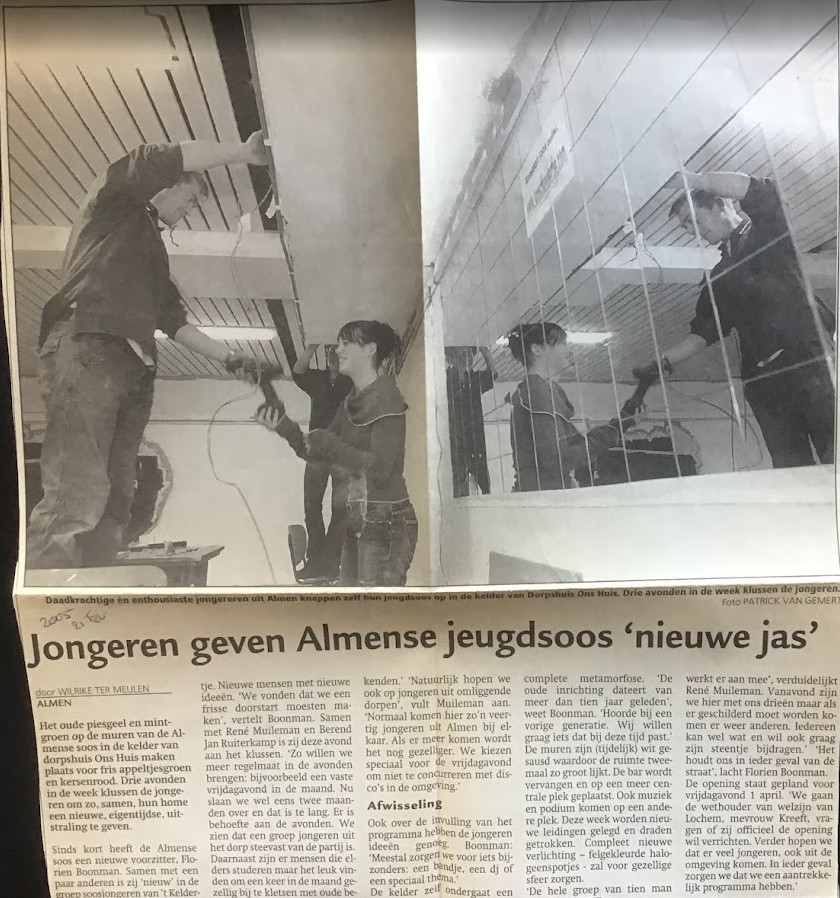 Daadkrachtige en enthousiaste jongereren uit Almen knappen zelf hun jeugdsoos op in de kelder van Dorpshuis Ons Huis. Drie avonden in de week klussen de jongeren.
Foto PATRICK VAN GEMERT
2005
21 feb
Jongeren geven Almense jeugdsoos ‘nieuwe jas’
door WILRIKE TER MEULEN
ALMEN
Het oude piesgeel en mint-
groen op de muren van de Al-
mense soos in de kelder van
dorpshuis Ons Huis maken
plaats voor fris appeltjesgroen
en kersenrood. Drie avonden
in de week klussen de jonge-
ren om zo, samen, hun home
een nieuwe, eigentijdse, uit-
straling te geven.
Sinds kort heeft de Almense
soos een nieuwe voorzitter, Flo-
rien Boonman. Samen met een
paar anderen is zij ‘nieuw’ in de
groep soosjongeren van ’t Kelder-
tje. Nieuwe mensen met nieuwe
ideeën. ‘We vonden dat we een
frisse doorstart moesten ma-
ken’, vertelt Boonman. Samen
met René Muileman en Berend
Jan Ruiterkamp is zij deze avond
aan het klussen. ‘Zo willen we
meer regelmaat in de avonden
brengen: bijvoorbeeld een vaste
vrijdagavond in de maand. Nu
slaan we wel eens twee maan-
den over en dat is te lang. Er is
behoefte aan de avonden. We
zien dat een groep jongeren uit
het dorp steevast van de partij is.
Daarnaast zijn er mensen die el-
ders studeren maar het leuk vin-
den om een keer in de maand ge-
zellig bij te kletsen met oude be-
kenden.’ ‘Natuurlijk hopen we
ook op jongeren uit omliggende
dorpen’, vult Muileman aan.
‘Normaal komen hier zo’n veer-
tig jongeren uit Almen bij el-
kaar. Als er meer komen wordt
het nog gezelliger. We kiezen
speciaal voor de vrijdagavond
om niet te concurreren met dis-
co’s in de omgeving.’
Afwisseling
Ook over de invulling van het
programma hebben de jongeren
ideeën genoeg. Boonman:
‘Meestal zorgen we voor iets bij-
zonders: een bandje, een dj of
een speciaal thema.’
De kelder zelf ondergaat een
complete metamorfose. ‘De
oude inrichting dateert van
meer dan tien jaar geleden’,
weet Boonman. ‘Hoorde bij een
vorige generatie. Wij willen
graag iets dat bij deze tijd past.’
De muren zijn (tijdelijk) wit ge-
sausd waardoor de ruimte twee-
maal zo groot lijkt. De bar wordt
vervangen en op een meer cen-
trale plek geplaatst. Ook muziek
en podium komen op een ande-
re plek. Deze week worden nieu-
we leidingen gelegd en draden
getrokken. Compleet nieuwe
verlichting – felgekleurde halo-
geenspotjes - zal voor gezellige
sfeer zorgen.
‘De hele groep van tien man
werkt er aan mee’, verduidelijkt
René Muileman. Vanavond zijn
we hier met ons drieën maar als
er geschilderd moet worden ko-
men er weer anderen. Iedereen
kan wel wat en wil ook graag
zijn steentje bijdragen.’ ‘Het
houdt ons in ieder geval van de
straat’, lacht Florien Boonman.
De opening staat gepland voor
vrijdagavond 1 april. ‘We gaan
de wethouder van welzijn van
Lochem, mevrouw Kreeft, vra-
gen of zij officieel de opening
wil verrichten. Verder hopen we
dat er veel jongeren, ook uit de
omgeving komen. In ieder geval
zorgen we dat we een aantrekke-
lijk programma hebben.’